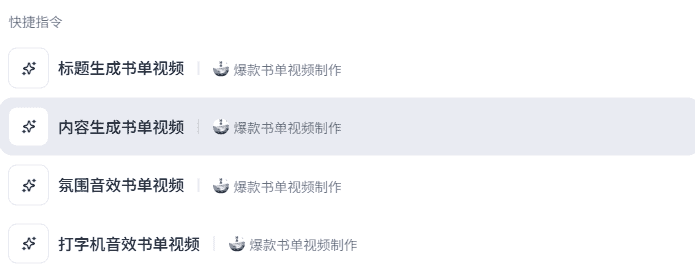 快捷指令
标题生成书单视频 爆款书单视频制作
内容生成书单视频 爆款书单视频制作
氛围音效书单视频 爆款书单视频制作
打字机音效书单视频 爆款书单视频制作